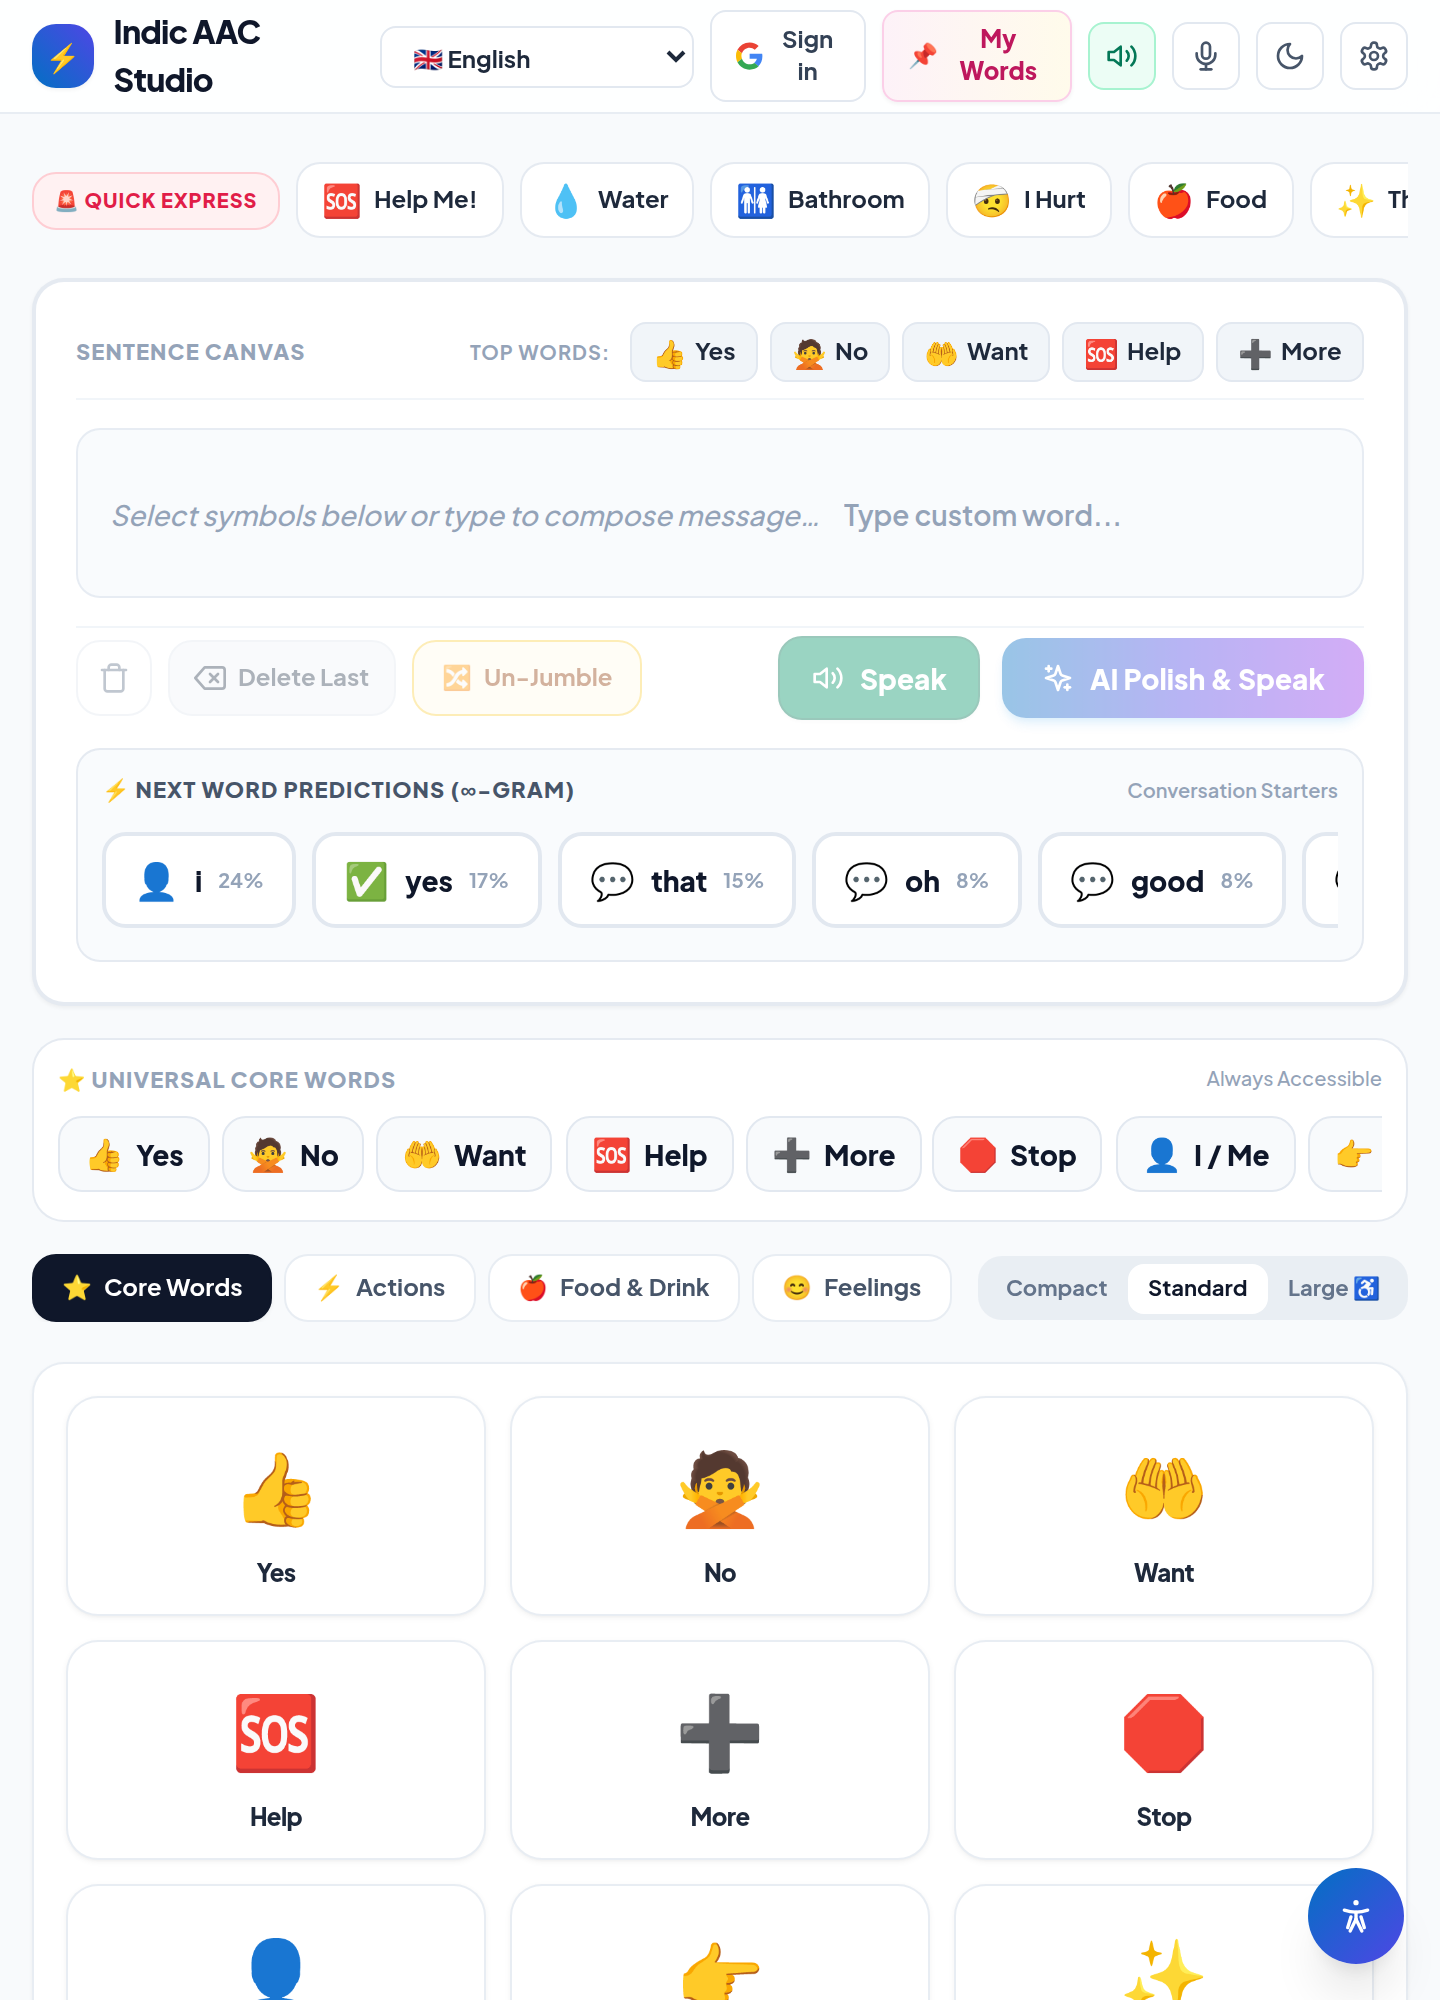 Indic AAC
Studio
🇬🇧 English
Sign
in
My
Words
QUICK EXPRESS
SOS Help Me!
Water
Bathroom
I Hurt
Food
SENTENCE CANVAS
TOP WORDS:
Yes
No
Want
SOS Help
More
Select symbols below or type to compose message...
Type custom word...
Delete Last
Un-Jumble
Speak
AI Polish & Speak
NEXT WORD PREDICTIONS (∞-GRAM)
Conversation Starters
i 24%
yes 17%
that 15%
oh 8%
good 8%
UNIVERSAL CORE WORDS
Always Accessible
Yes
No
Want
SOS Help
More
Stop
I / Me
Core Words
Actions
Food & Drink
Feelings
Compact
Standard
Large
Yes
No
Want
SOS
Help
More
Stop